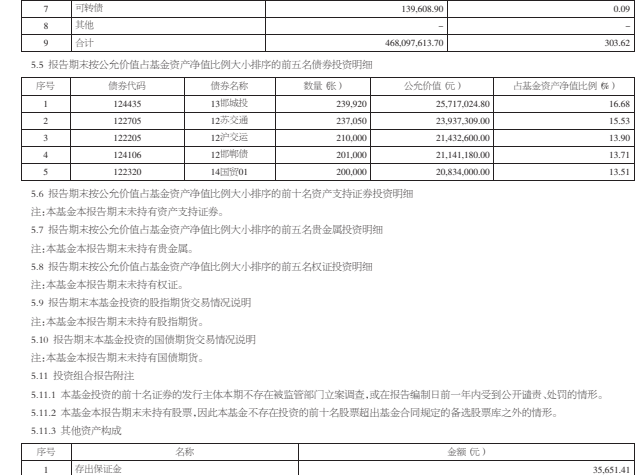 7 可转债 139,608.90 0.09
8 其他 – –
9 合计 468,097,613.70 303.62
5.5 报告期末按公允价值占基金资产净值比例大小排序的前五名债券投资明细
序号 债券代码 债券名称 数量(张) 公允价值(元) 占基金资产净值比例(%)
1 124435 13邯城投 239,920 25,717,024.80 16.68
2 122705 12苏交通 237,050 23,937,309.00 15.53
3 122205 12沪交运 210,000 21,432,600.00 13.90
4 124106 12邯郸债 201,000 21,141,180.00 13.71
5 122320 14国贸01 200,000 20,834,000.00 13.51
5.6 报告期末按公允价值占基金资产净值比例大小排序的前十名资产支持证券投资明细
注:本基金本报告期末未持有资产支持证券。
5.7 报告期末按公允价值占基金资产净值比例大小排序的前五名贵金属投资明细
注:本基金本报告期末未持有贵金属。
5.8 报告期末按公允价值占基金资产净值比例大小排序的前五名权证投资明细
注:本基金本报告期末未持有权证。
5.9 报告期末本基金投资的股指期货交易情况说明
注:本基金本报告期末未持有股指期货。
5.10 报告期末本基金投资的国债期货交易情况说明
注:本基金本报告期末未持有国债期货。
5.11 投资组合报告附注
5.11.1 本基金投资的前十名证券的发行主体本期不存在被监管部门立案调查,或在报告编制日前一年内受到公开谴责、处罚的情形。
5.11.2 本基金本报告期末未持有股票,因此本基金不存在投资的前十名股票超出基金合同规定的备选股票库之外的情形。
5.11.3 其他资产构成
序号 名称 金额(元)
1 存出保证金 35,651.41